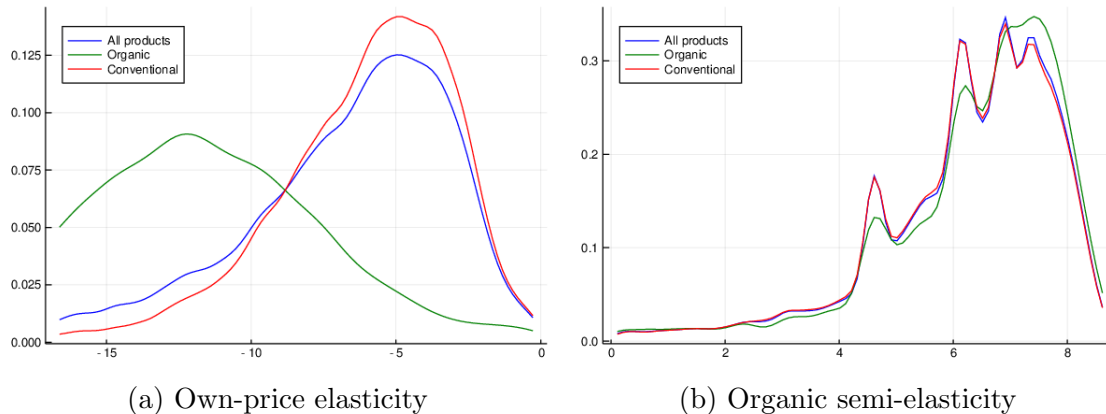 All products
Organic
Conventional
0.125
0.100
0.075
0.050
0.025
0.000
- 15
- 10
- 5
0
(a) Own-price elasticity
All products
Organic
Conventional
0.3
0.2
0.1
0.0
0
2
4
6
8
(b) Organic semi-elasticity